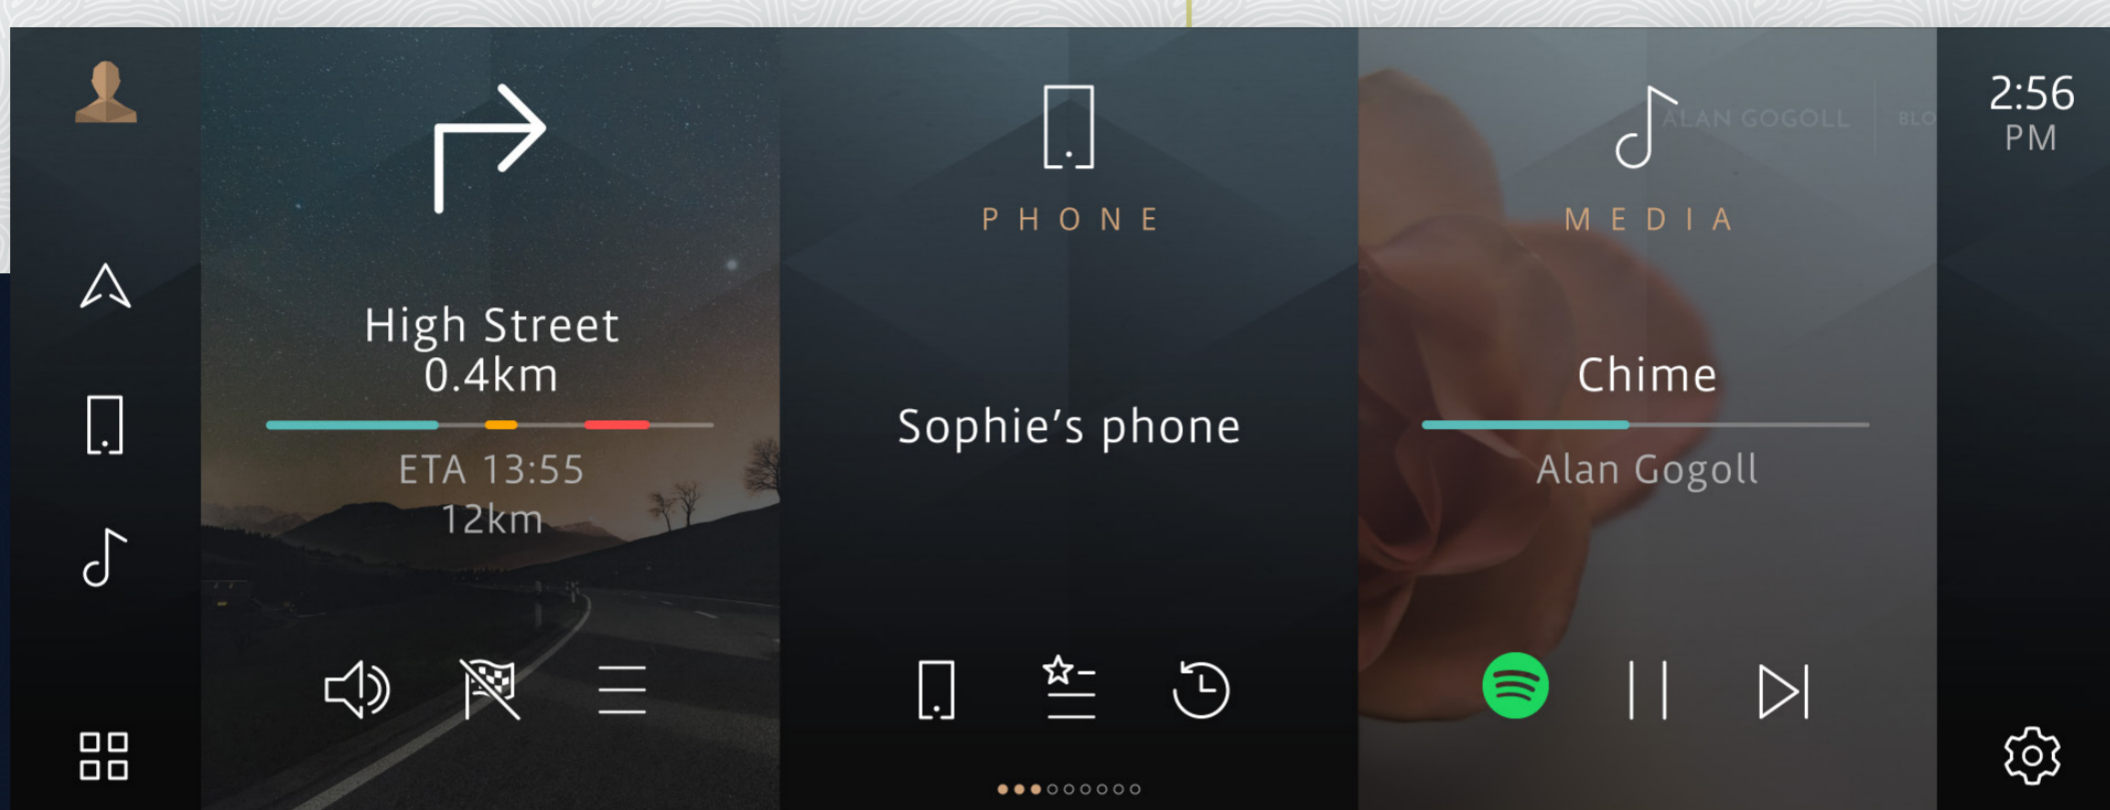 High Street
0.4km
ETA 13:55
12km
PHONE
Sophie's phone
ALAN GOGOLL
MEDIA
Chime
Alan Gogoll
2:56
PM